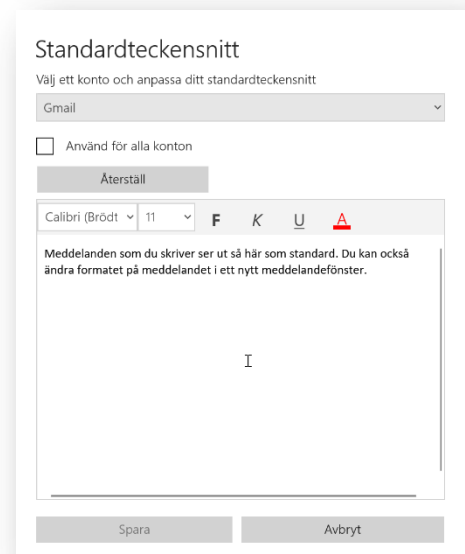 Standardteckensnitt
Välj ett konto och anpassa ditt standardteckensnitt
Gmail
Använd för alla konton
Återställ
Calibri (Brödt 11 F K U A
Meddelanden som du skriver ser ut så här som standard. Du kan också
ändra formatet på meddelandet i ett nytt meddelandefönster.
Spara Avbryt